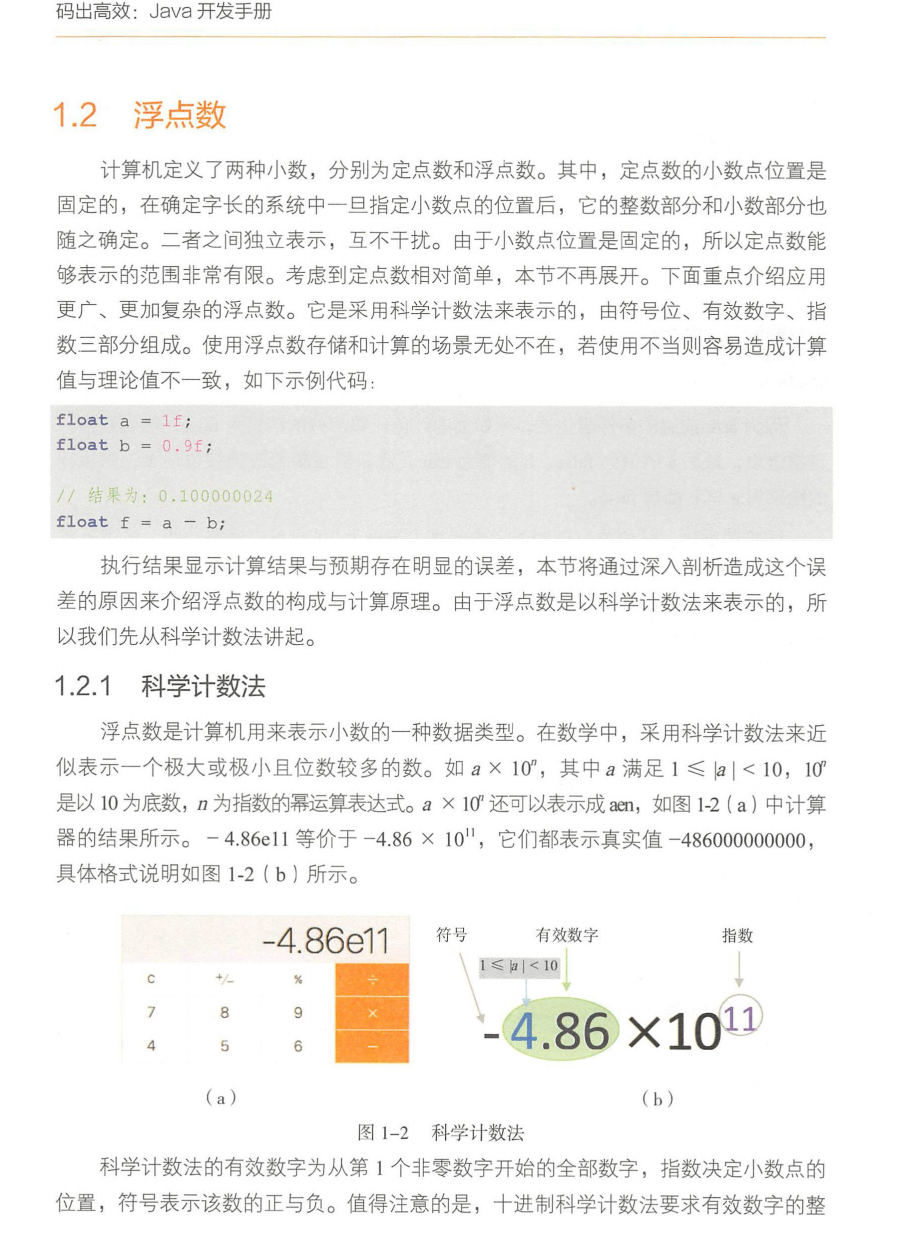 码出高效：Java 开发手册
1.2 浮点数
计算机定义了两种小数，分别为定点数和浮点数。其中，定点数的小数点位置是
固定的，在确定字长的系统中一旦指定小数点的位置后，它的整数部分和小数部分也
随之确定。二者之间独立表示，互不干扰。由于小数点位置是固定的，所以定点数能
够表示的范围非常有限。考虑到定点数相对简单，本节不再展开。下面重点介绍应用
更广、更加复杂的浮点数。它是采用科学计数法来表示的，由符号位、有效数字、指
数三部分组成。使用浮点数存储和计算的场景无处不在，若使用不当则容易造成计算
值与理论值不一致，如下示例代码：
float a = 1f;
float b = 0.9f;
// 结果为：0.100000024
float f = a － b;
执行结果显示计算结果与预期存在明显的误差，本节将通过深入剖析造成这个误
差的原因来介绍浮点数的构成与计算原理。由于浮点数是以科学计数法来表示的，所
以我们先从科学计数法讲起。
1.2.1 科学计数法
浮点数是计算机用来表示小数的一种数据类型。在数学中，采用科学计数法来近
似表示一个极大或极小且位数较多的数。如 a × 10ⁿ，其中 a 满足 1 ≤ |a | < 10，10ⁿ
是以 10 为底数，n 为指数的幂运算表达式。a × 10ⁿ 还可以表示成 aen，如图 1-2（a）中计算
器的结果所示。－4.86e11 等价于 −4.86 × 10¹¹，它们都表示真实值 −486000000000，
具体格式说明如图 1-2（b）所示。
-4.86e11
C +/− % ÷
7 8 9 ×
4 5 6 −
符号 有效数字 指数
1 ≤ |a | < 10
-4.86 ×10¹¹
（a） （b）
图 1-2 科学计数法
科学计数法的有效数字为从第 1 个非零数字开始的全部数字，指数决定小数点的
位置，符号表示该数的正与负。值得注意的是，十进制科学计数法要求有效数字的整